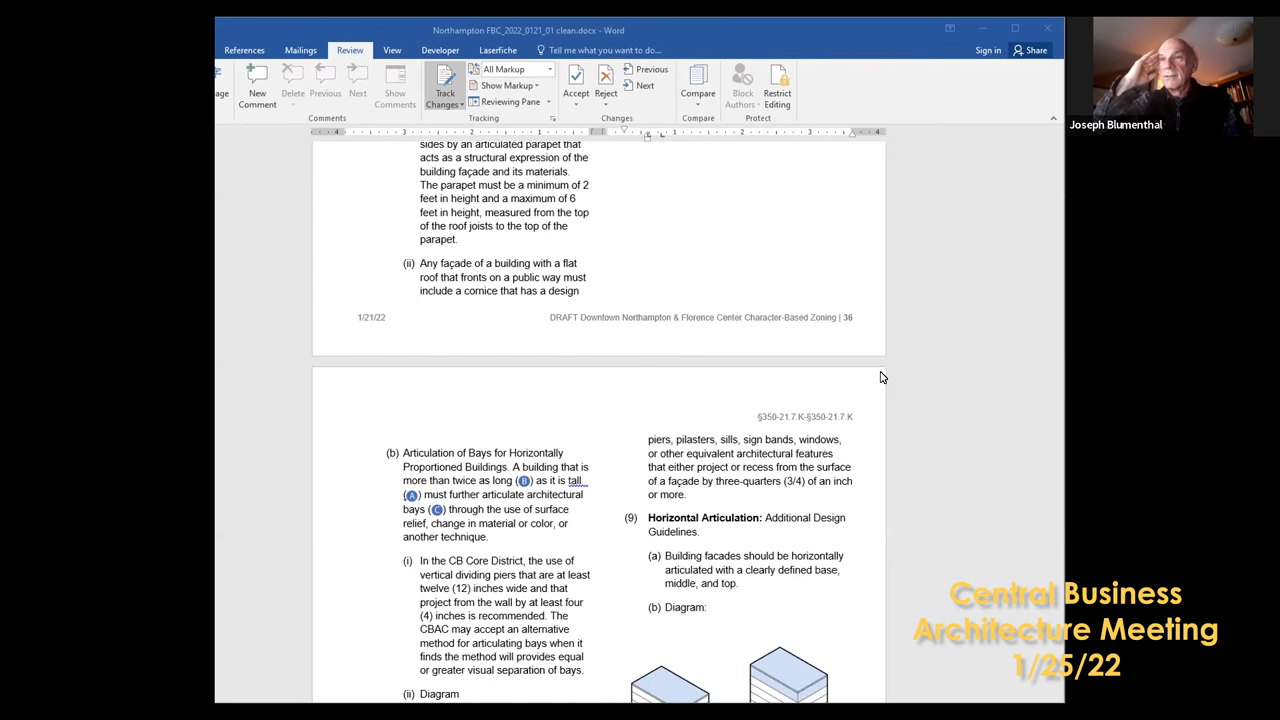 Northampton FBC_2022_0121_01 clean.docx - Word
References Mailings Review View Developer Laserfiche Tell me what you want to do... Sign in Share
New Comment
Delete
Previous
Next
Show Comments
Comments
Track Changes
All Markup
Show Markup
Reviewing Pane
Tracking
Accept
Reject
Previous
Next
Changes
Compare
Compare
Block Authors
Restrict Editing
Protect
Joseph Blumenthal
4 3 2 1 1 2 3 4
sides by an articulated parapet that
acts as a structural expression of the
building façade and its materials.
The parapet must be a minimum of 2
feet in height and a maximum of 6
feet in height, measured from the top
of the roof joists to the top of the
parapet.
(ii) Any façade of a building with a flat
roof that fronts on a public way must
include a cornice that has a design
1/21/22 DRAFT Downtown Northampton & Florence Center Character-Based Zoning | 36
§350-21.7.K-§350-21.7.K
(b) Articulation of Bays for Horizontally
Proportioned Buildings. A building that is
more than twice as long (B) as it is tall
(A) must further articulate architectural
bays (C) through the use of surface
relief, change in material or color, or
another technique.
(i) In the CB Core District, the use of
vertical dividing piers that are at least
twelve (12) inches wide and that
project from the wall by at least four
(4) inches is recommended. The
CBAC may accept an alternative
method for articulating bays when it
finds the method will provides equal
or greater visual separation of bays.
(ii) Diagram
piers, pilasters, sills, sign bands, windows,
or other equivalent architectural features
that either project or recess from the surface
of a façade by three-quarters (3/4) of an inch
or more.
(9) Horizontal Articulation: Additional Design
Guidelines.
(a) Building facades should be horizontally
articulated with a clearly defined base,
middle, and top.
(b) Diagram:
Central Business
Architecture Meeting
1/25/22